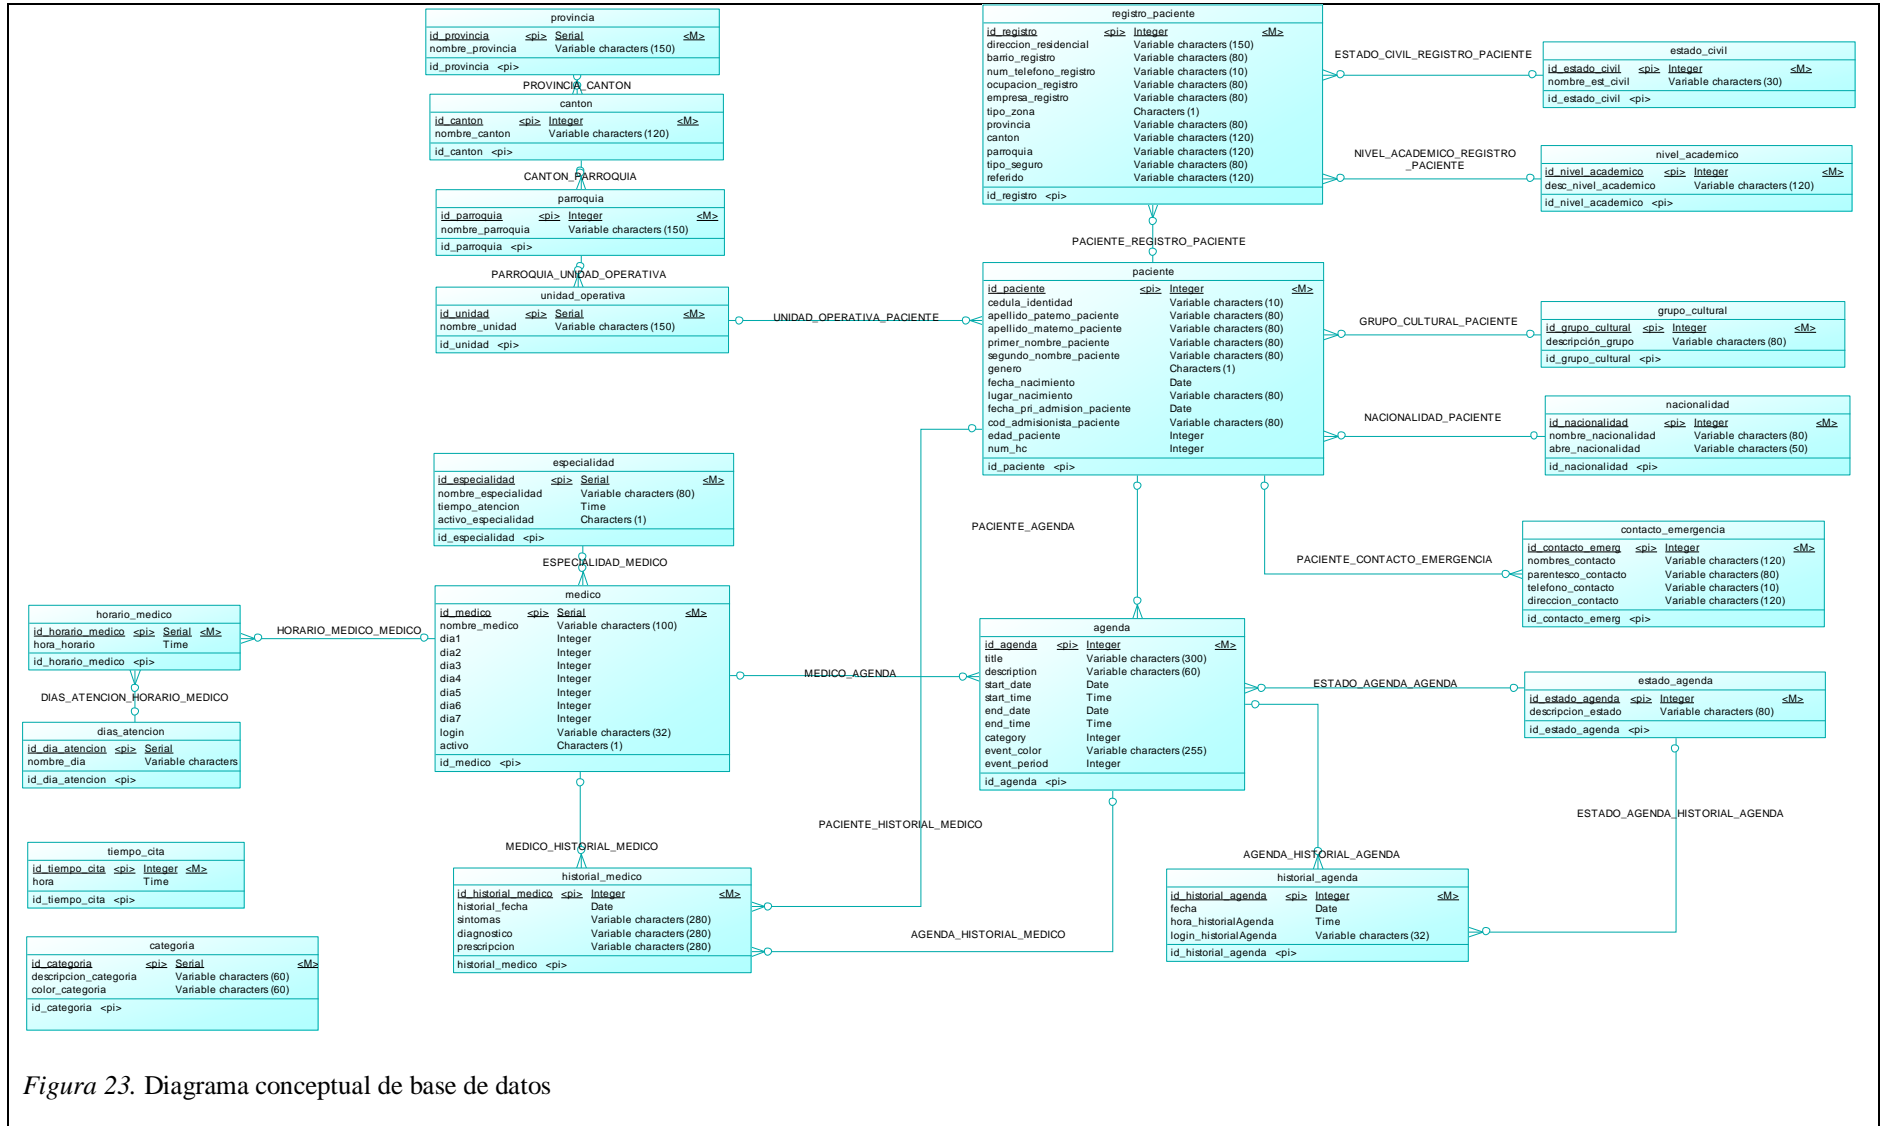 provincia
id_provincia <pi> Serial <M>
nombre_provincia Variable characters (150)
id_provincia <pi>
PROVINCIA_CANTON
canton
id_canton <pi> Integer <M>
nombre_canton Variable characters (120)
id_canton <pi>
CANTON_PARROQUIA
parroquia
id_parroquia <pi> Integer <M>
nombre_parroquia Variable characters (150)
id_parroquia <pi>
PARROQUIA_UNIDAD_OPERATIVA
unidad_operativa
id_unidad <pi> Serial <M>
nombre_unidad Variable characters (150)
id_unidad <pi>
UNIDAD_OPERATIVA_PACIENTE
registro_paciente
id_registro <pi> Integer <M>
direccion_residencial Variable characters (150)
barrio_registro Variable characters (80)
num_telefono_registro Variable characters (10)
ocupacion_registro Variable characters (80)
empresa_registro Variable characters (80)
tipo_zona Characters (1)
provincia Variable characters (80)
canton Variable characters (120)
parroquia Variable characters (120)
tipo_seguro Variable characters (80)
referido Variable characters (120)
id_registro <pi>
ESTADO_CIVIL_REGISTRO_PACIENTE
estado_civil
id_estado_civil <pi> Integer <M>
nombre_est_civil Variable characters (30)
id_estado_civil <pi>
NIVEL_ACADEMICO_REGISTRO
_PACIENTE
nivel_academico
id_nivel_academico <pi> Integer <M>
desc_nivel_academico Variable characters (120)
id_nivel_academico <pi>
PACIENTE_REGISTRO_PACIENTE
paciente
id_paciente <pi> Integer <M>
cedula_identidad Variable characters (10)
apellido_paterno_paciente Variable characters (80)
apellido_materno_paciente Variable characters (80)
primer_nombre_paciente Variable characters (80)
segundo_nombre_paciente Variable characters (80)
genero Characters (1)
fecha_nacimiento Date
lugar_nacimiento Variable characters (80)
fecha_pri_admision_paciente Date
cod_admisionista_paciente Variable characters (80)
edad_paciente Integer
num_hc Integer
id_paciente <pi>
GRUPO_CULTURAL_PACIENTE
grupo_cultural
id_grupo_cultural <pi> Integer <M>
descripción_grupo Variable characters (80)
id_grupo_cultural <pi>
NACIONALIDAD_PACIENTE
nacionalidad
id_nacionalidad <pi> Integer <M>
nombre_nacionalidad Variable characters (80)
abre_nacionalidad Variable characters (50)
id_nacionalidad <pi>
PACIENTE_AGENDA
PACIENTE_CONTACTO_EMERGENCIA
contacto_emergencia
id_contacto_emerg <pi> Integer <M>
nombres_contacto Variable characters (120)
parentesco_contacto Variable characters (80)
telefono_contacto Variable characters (10)
direccion_contacto Variable characters (120)
id_contacto_emerg <pi>
especialidad
id_especialidad <pi> Serial <M>
nombre_especialidad Variable characters (80)
tiempo_atencion Time
activo_especialidad Characters (1)
id_especialidad <pi>
ESPECIALIDAD_MEDICO
medico
id_medico <pi> Serial <M>
nombre_medico Variable characters (100)
dia1 Integer
dia2 Integer
dia3 Integer
dia4 Integer
dia5 Integer
dia6 Integer
dia7 Integer
login Variable characters (32)
activo Characters (1)
id_medico <pi>
horario_medico
id_horario_medico <pi> Serial <M>
hora_horario Time
id_horario_medico <pi>
HORARIO_MEDICO_MEDICO
DIAS_ATENCION_HORARIO_MEDICO
dias_atencion
id_dia_atencion <pi> Serial
nombre_dia Variable characters
id_dia_atencion <pi>
MEDICO_AGENDA
agenda
id_agenda <pi> Integer <M>
title Variable characters (300)
description Variable characters (60)
start_date Date
start_time Time
end_date Date
end_time Time
category Integer
event_color Variable characters (255)
event_period Integer
id_agenda <pi>
ESTADO_AGENDA_AGENDA
estado_agenda
id_estado_agenda <pi> Integer <M>
descripcion_estado Variable characters (80)
id_estado_agenda <pi>
ESTADO_AGENDA_HISTORIAL_AGENDA
PACIENTE_HISTORIAL_MEDICO
MEDICO_HISTORIAL_MEDICO
AGENDA_HISTORIAL_AGENDA
tiempo_cita
id_tiempo_cita <pi> Integer <M>
hora Time
id_tiempo_cita <pi>
historial_medico
id_historial_medico <pi> Integer <M>
historial_fecha Date
sintomas Variable characters (280)
diagnostico Variable characters (280)
prescripcion Variable characters (280)
historial_medico <pi>
AGENDA_HISTORIAL_MEDICO
historial_agenda
id_historial_agenda <pi> Integer <M>
fecha Date
hora_historialAgenda Time
login_historialAgenda Variable characters (32)
id_historial_agenda <pi>
categoria
id_categoria <pi> Serial <M>
descripcion_categoria Variable characters (60)
color_categoria Variable characters (60)
id_categoria <pi>
Figura 23. Diagrama conceptual de base de datos